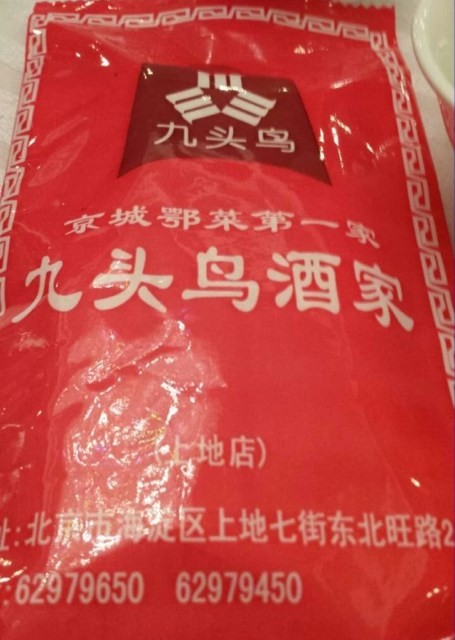 九头鸟
京城鄂菜第一家
九头鸟酒家
(上地店)
址:北京市海淀区上地七街东北旺路2
:62979650 62979450